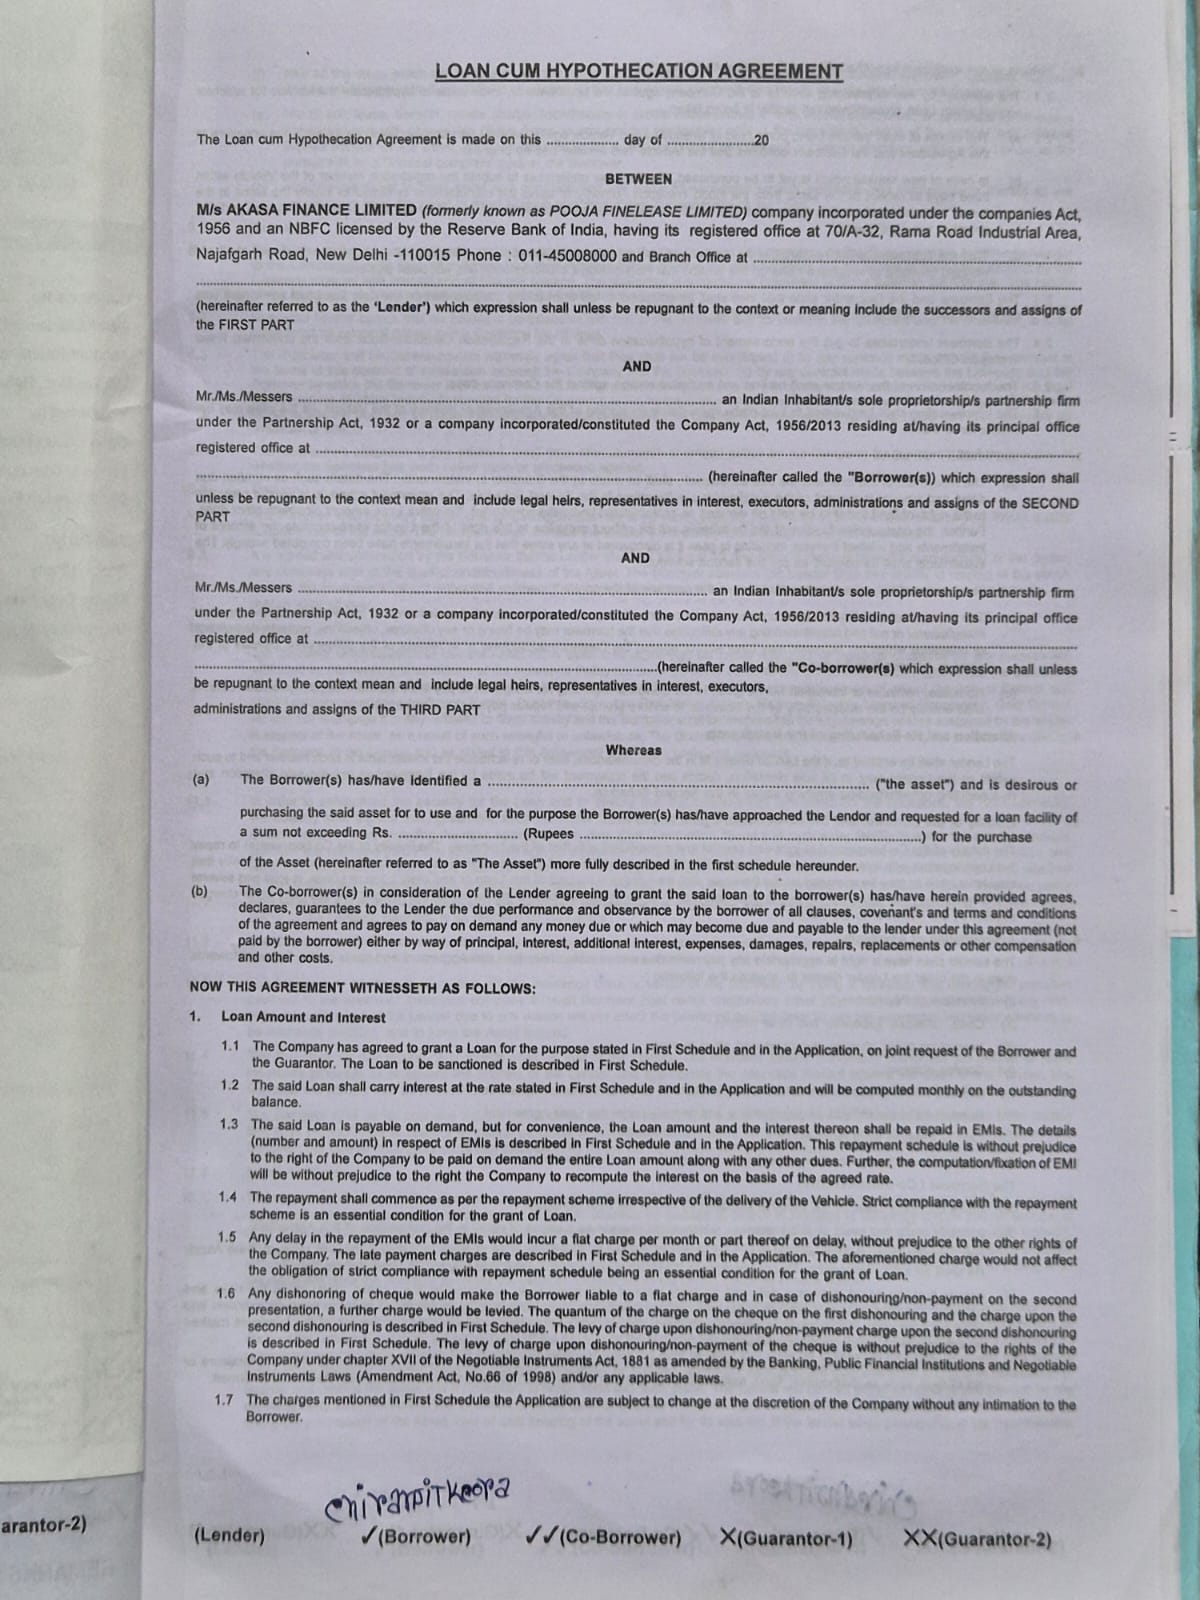 LOAN CUM HYPOTHECATION AGREEMENT
The Loan cum Hypothecation Agreement is made on this .................... day of ........................20
BETWEEN
M/s AKASA FINANCE LIMITED (formerly known as POOJA FINELEASE LIMITED) company incorporated under the companies Act,
1956 and an NBFC licensed by the Reserve Bank of India, having its registered office at 70/A-32, Rama Road Industrial Area,
Najafgarh Road, New Delhi -110015 Phone : 011-45008000 and Branch Office at ....................
....................
(hereinafter referred to as the 'Lender') which expression shall unless be repugnant to the context or meaning include the successors and assigns of
the FIRST PART
AND
Mr./Ms./Messers .................... an Indian Inhabitant/s sole proprietorship/s partnership firm
under the Partnership Act, 1932 or a company incorporated/constituted the Company Act, 1956/2013 residing at/having its principal office
registered office at ....................
.................... (hereinafter called the "Borrower(s)) which expression shall
unless be repugnant to the context mean and include legal heirs, representatives in interest, executors, administrations and assigns of the SECOND
PART
AND
Mr./Ms./Messers .................... an Indian Inhabitant/s sole proprietorship/s partnership firm
under the Partnership Act, 1932 or a company incorporated/constituted the Company Act, 1956/2013 residing at/having its principal office
registered office at ....................
....................(hereinafter called the "Co-borrower(s) which expression shall unless
be repugnant to the context mean and include legal heirs, representatives in interest, executors,
administrations and assigns of the THIRD PART
Whereas
(a) The Borrower(s) has/have identified a .................... ("the asset") and is desirous or
purchasing the said asset for to use and for the purpose the Borrower(s) has/have approached the Lendor and requested for a loan facility of
a sum not exceeding Rs. .................... (Rupees ....................) for the purchase
of the Asset (hereinafter referred to as "The Asset") more fully described in the first schedule hereunder.
(b) The Co-borrower(s) in consideration of the Lender agreeing to grant the said loan to the borrower(s) has/have herein provided agrees,
declares, guarantees to the Lender the due performance and observance by the borrower of all clauses, covenant's and terms and conditions
of the agreement and agrees to pay on demand any money due or which may become due and payable to the lender under this agreement (not
paid by the borrower) either by way of principal, interest, additional interest, expenses, damages, repairs, replacements or other compensation
and other costs.
NOW THIS AGREEMENT WITNESSETH AS FOLLOWS:
1. Loan Amount and Interest
1.1 The Company has agreed to grant a Loan for the purpose stated in First Schedule and in the Application, on joint request of the Borrower and
the Guarantor. The Loan to be sanctioned is described in First Schedule.
1.2 The said Loan shall carry interest at the rate stated in First Schedule and in the Application and will be computed monthly on the outstanding
balance.
1.3 The said Loan is payable on demand, but for convenience, the Loan amount and the interest thereon shall be repaid in EMIs. The details
(number and amount) in respect of EMIs is described in First Schedule and in the Application. This repayment schedule is without prejudice
to the right of the Company to be paid on demand the entire Loan amount along with any other dues. Further, the computation/fixation of EMI
will be without prejudice to the right the Company to recompute the interest on the basis of the agreed rate.
1.4 The repayment shall commence as per the repayment scheme irrespective of the delivery of the Vehicle. Strict compliance with the repayment
scheme is an essential condition for the grant of Loan.
1.5 Any delay in the repayment of the EMIs would incur a flat charge per month or part thereof on delay, without prejudice to the other rights of
the Company. The late payment charges are described in First Schedule and in the Application. The aforementioned charge would not affect
the obligation of strict compliance with repayment schedule being an essential condition for the grant of Loan.
1.6 Any dishonoring of cheque would make the Borrower liable to a flat charge and in case of dishonouring/non-payment on the second
presentation, a further charge would be levied. The quantum of the charge on the cheque on the first dishonouring and the charge upon the
second dishonouring is described in First Schedule. The levy of charge upon dishonouring/non-payment charge upon the second dishonouring
is described in First Schedule. The levy of charge upon dishonouring/non-payment of the cheque is without prejudice to the rights of the
Company under chapter XVII of the Negotiable Instruments Act, 1881 as amended by the Banking, Public Financial Institutions and Negotiable
Instruments Laws (Amendment Act, No.66 of 1998) and/or any applicable laws.
1.7 The charges mentioned in First Schedule the Application are subject to change at the discretion of the Company without any intimation to the
Borrower.
(Lender) ✓(Borrower) ✓✓(Co-Borrower) X(Guarantor-1) XX(Guarantor-2)
arantor-2)